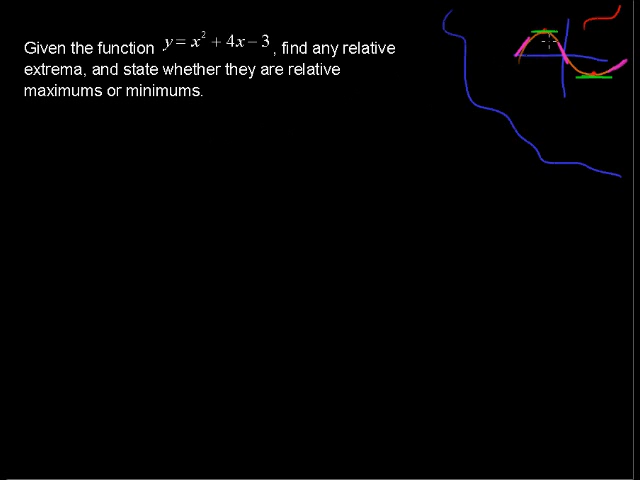 Given the function y = x² + 4x − 3, find any relative
extrema, and state whether they are relative
maximums or minimums.